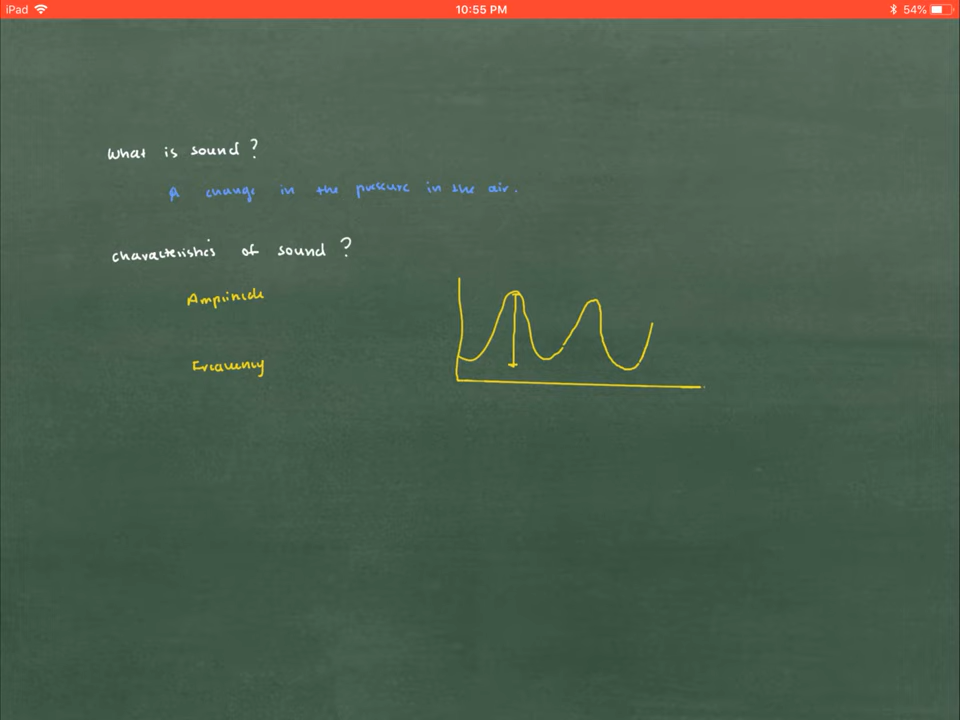 iPad 10:55 PM 54%
What is sound?
A change in the pressure in the air.
characteristics of sound?
Amplitude
Frequency